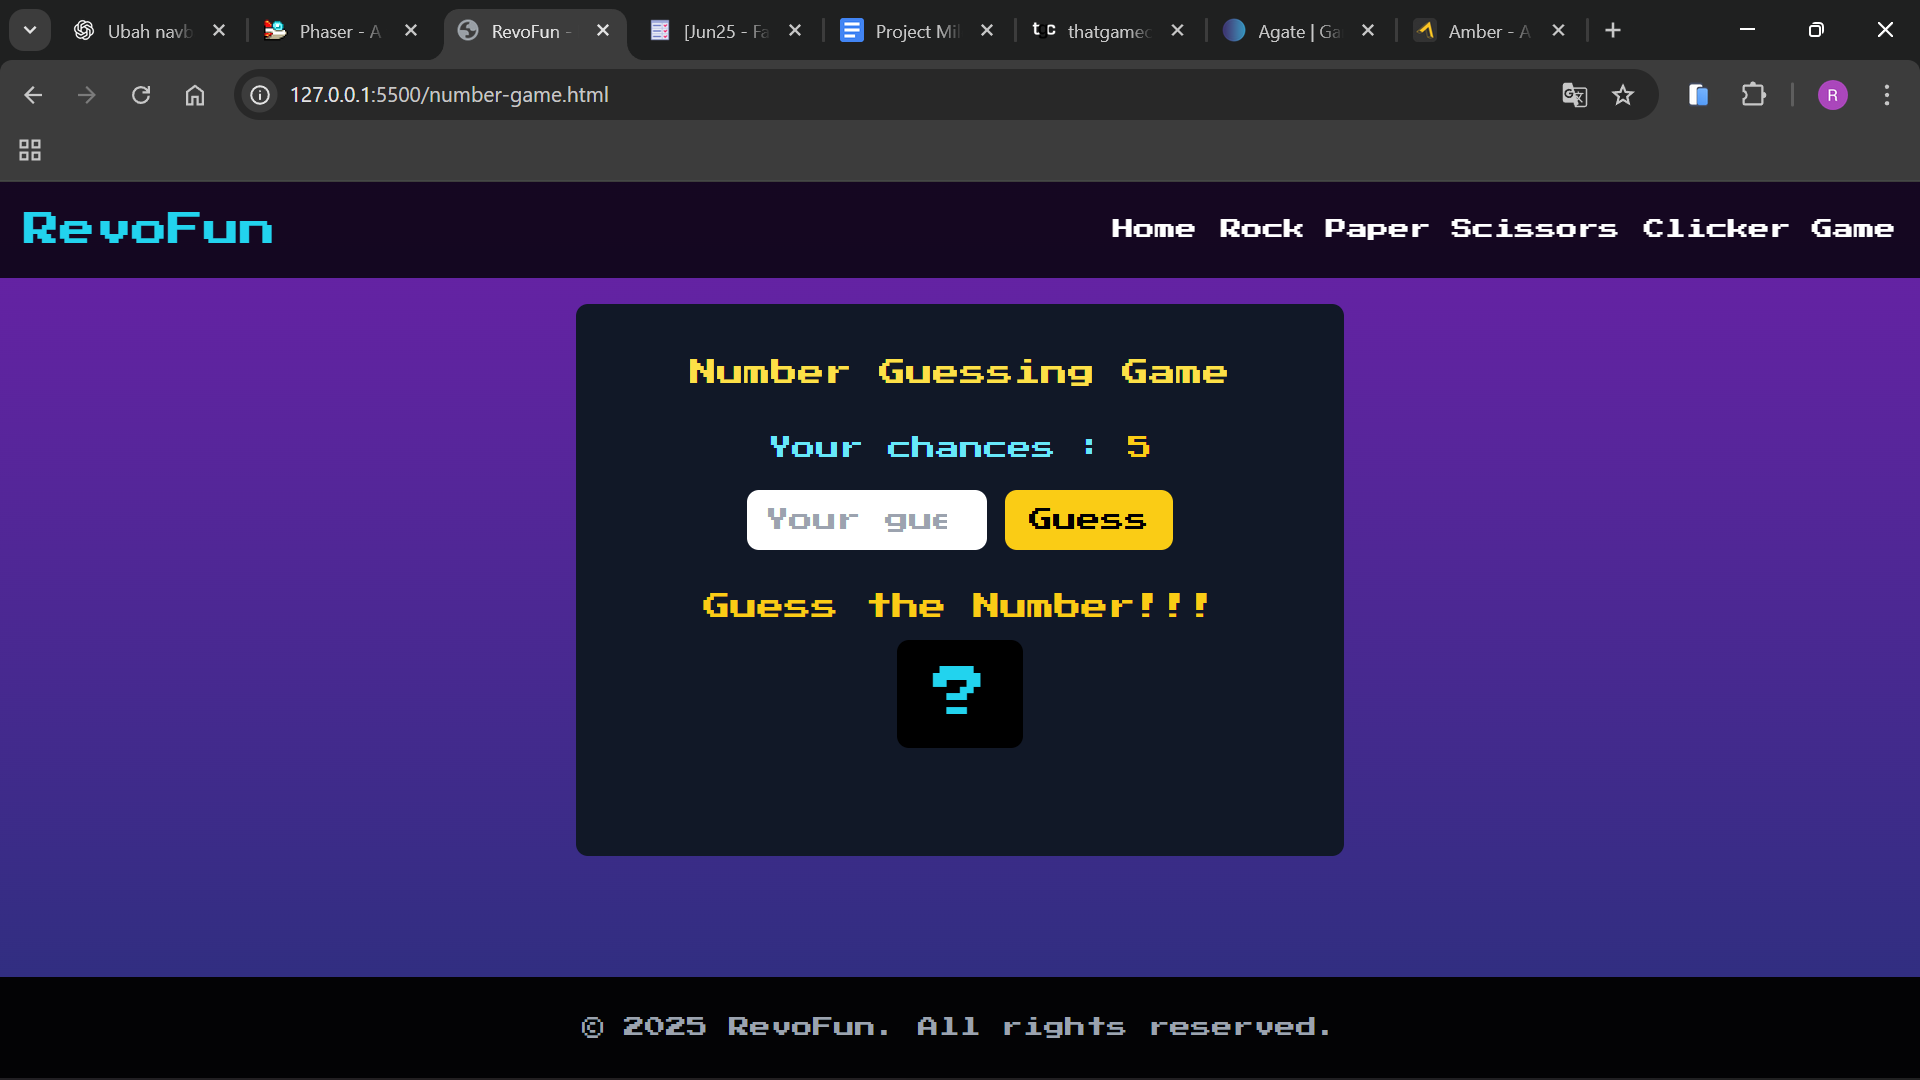 Ubah navb
Phaser - A
RevoFun -
[Jun25 - Fa
Project Mil
tgc thatgamec
Agate | Ga
Amber - A
127.0.0.1:5500/number-game.html
R
RevoFun
Home Rock Paper Scissors Clicker Game
Number Guessing Game
Your chances : 5
Your gue
Guess
Guess the Number!!!
?
© 2025 RevoFun. All rights reserved.